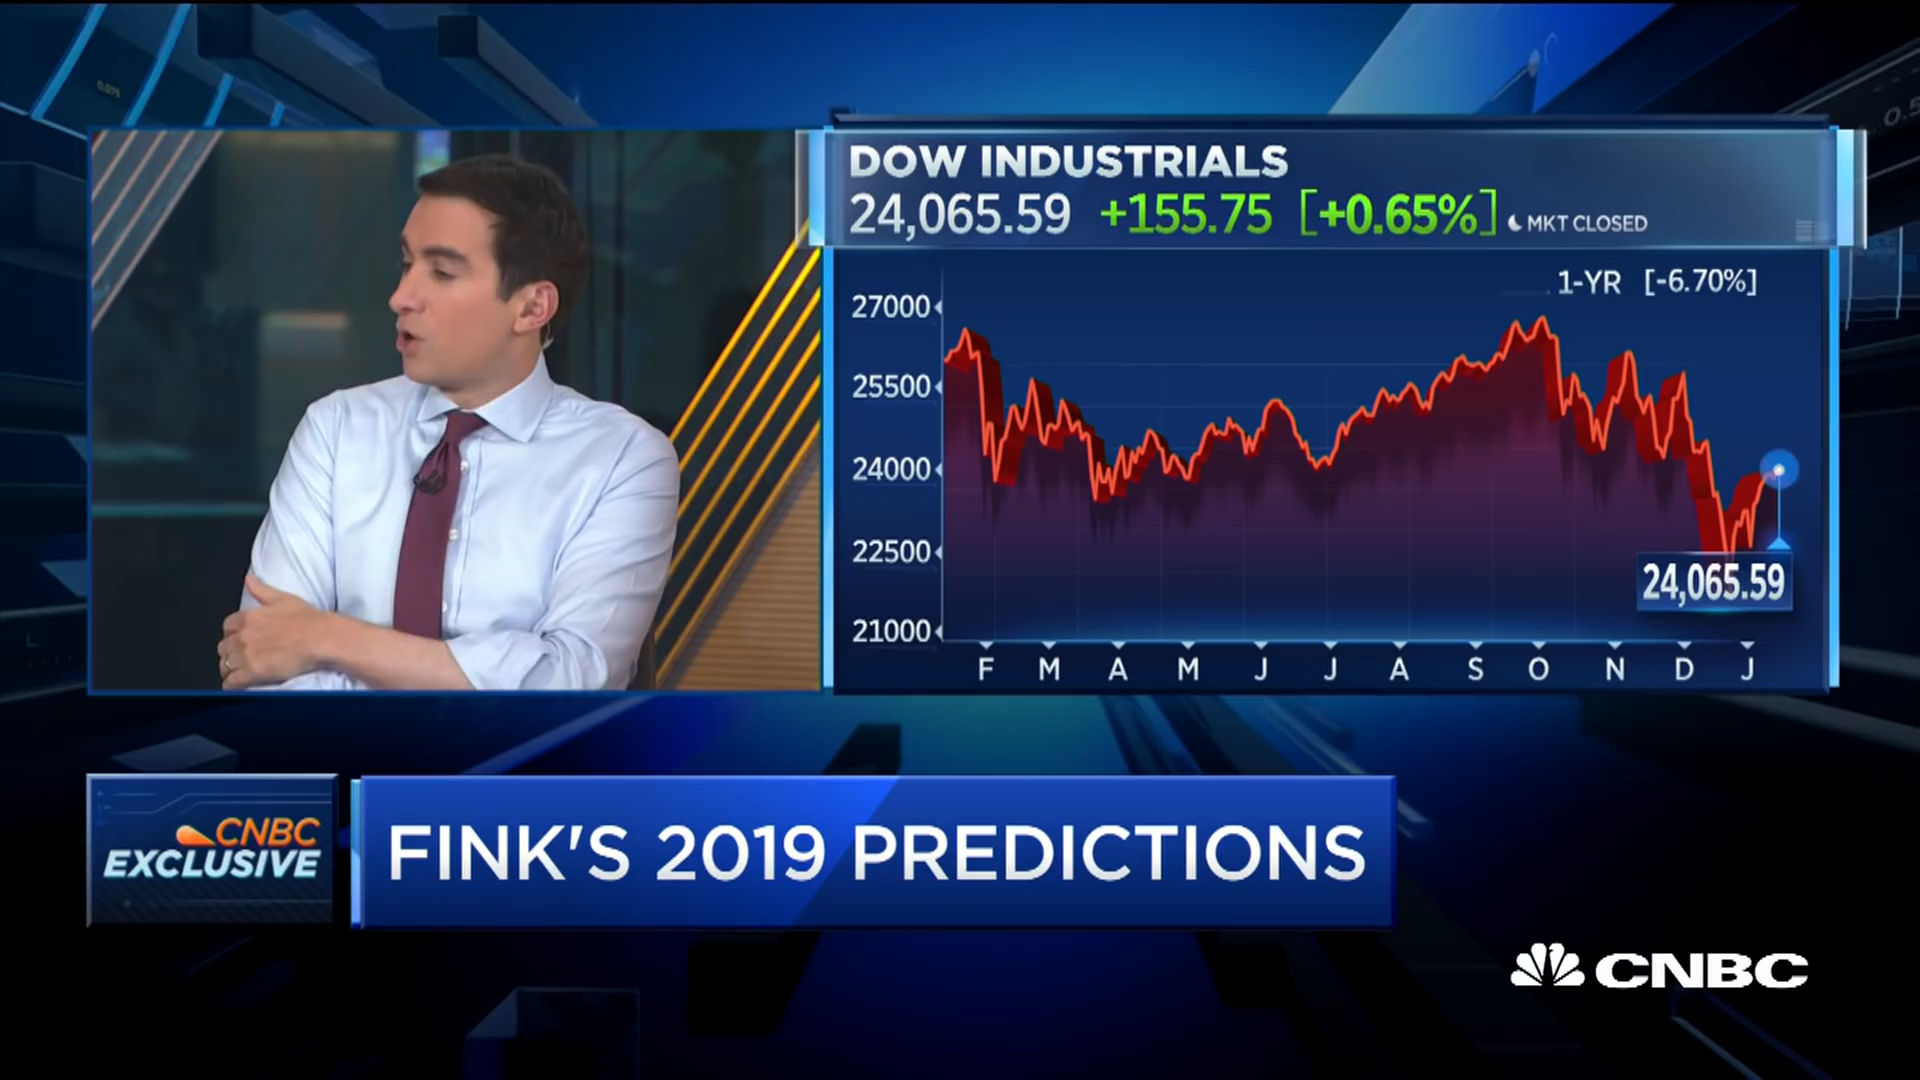 DOW INDUSTRIALS
24,065.59 +155.75 [+0.65%] MKT CLOSED
1-YR [-6.70%]
27000
25500
24000
22500
21000
24,065.59
F M A M J J A S O N D J
CNBC
EXCLUSIVE
FINK'S 2019 PREDICTIONS
CNBC